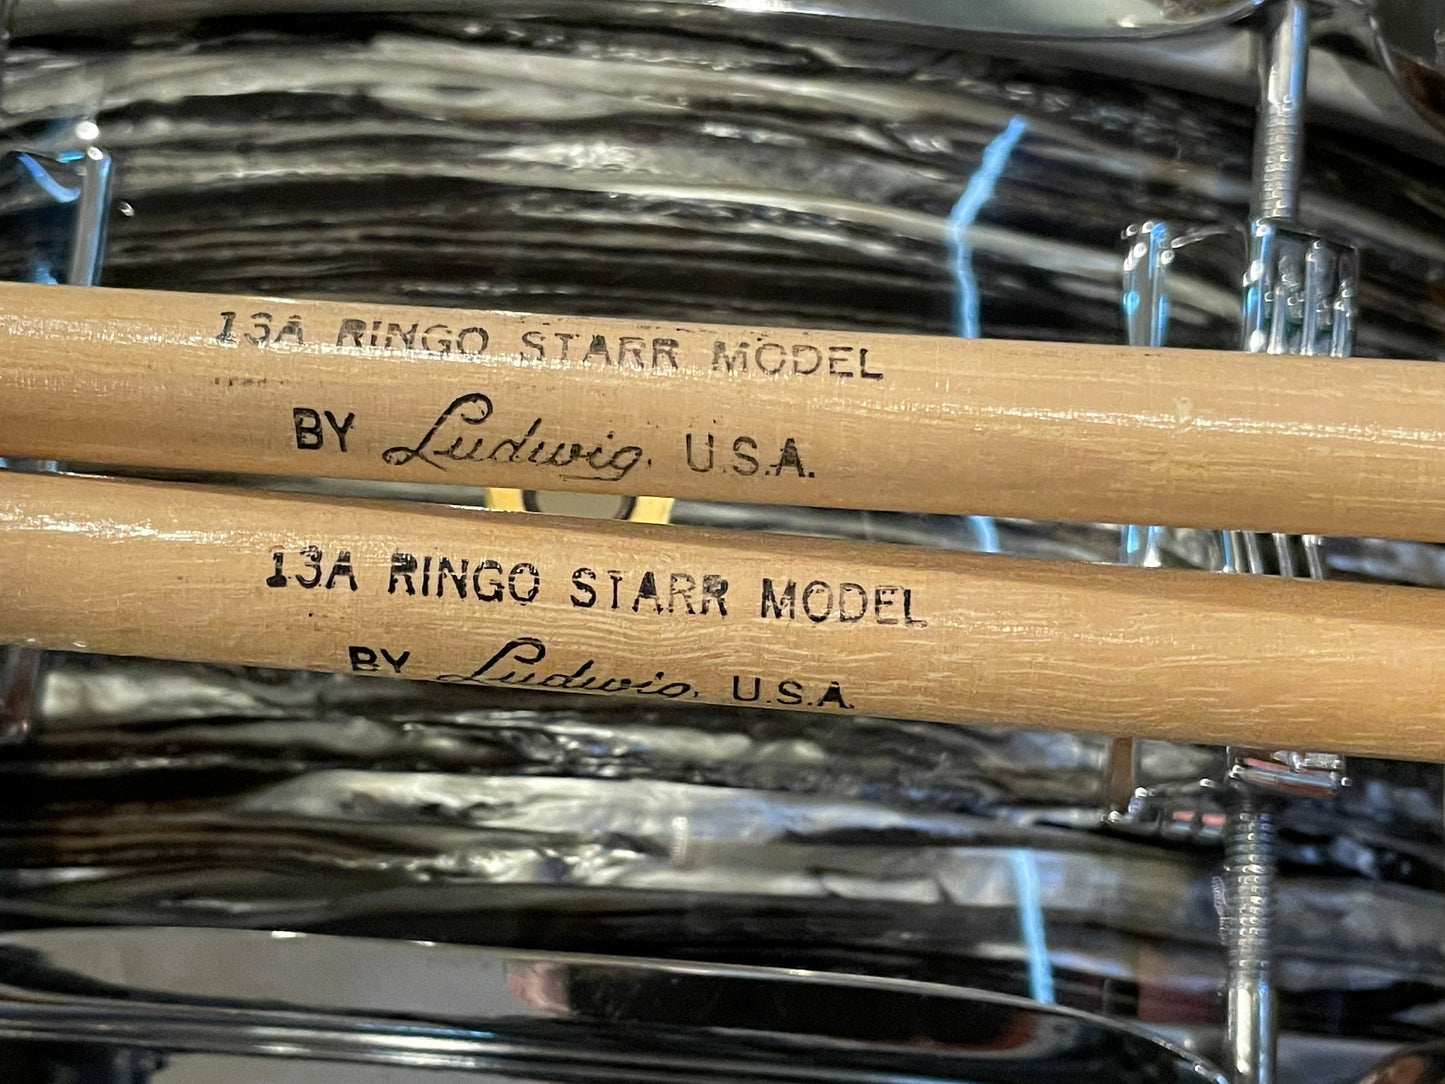 13A RINGO STARR MODEL
BY Ludwig, U.S.A.
13A RINGO STARR MODEL
BY Ludwig, U.S.A.